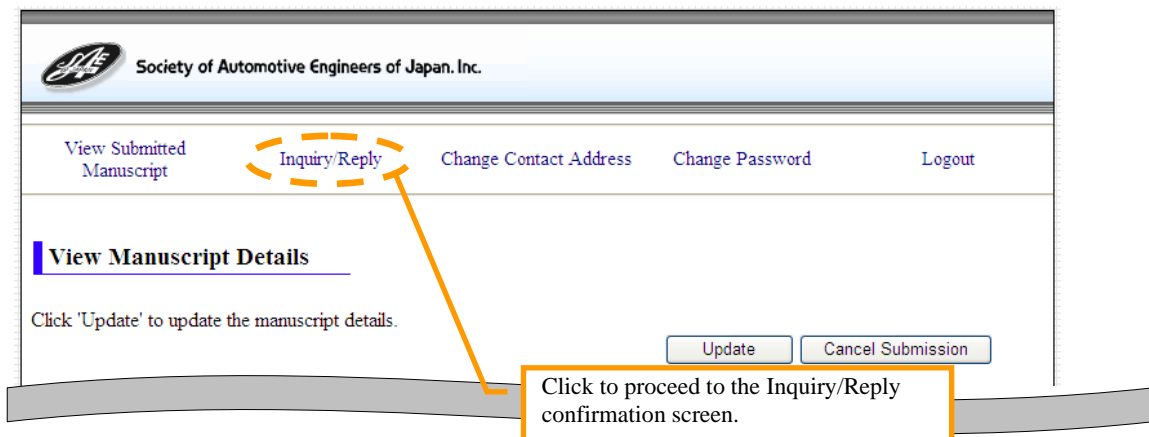 Society of Automotive Engineers of Japan. Inc.
View Submitted
Manuscript
Inquiry/Reply
Change Contact Address
Change Password
Logout
View Manuscript Details
Click 'Update' to update the manuscript details.
Update
Cancel Submission
Click to proceed to the Inquiry/Reply
confirmation screen.